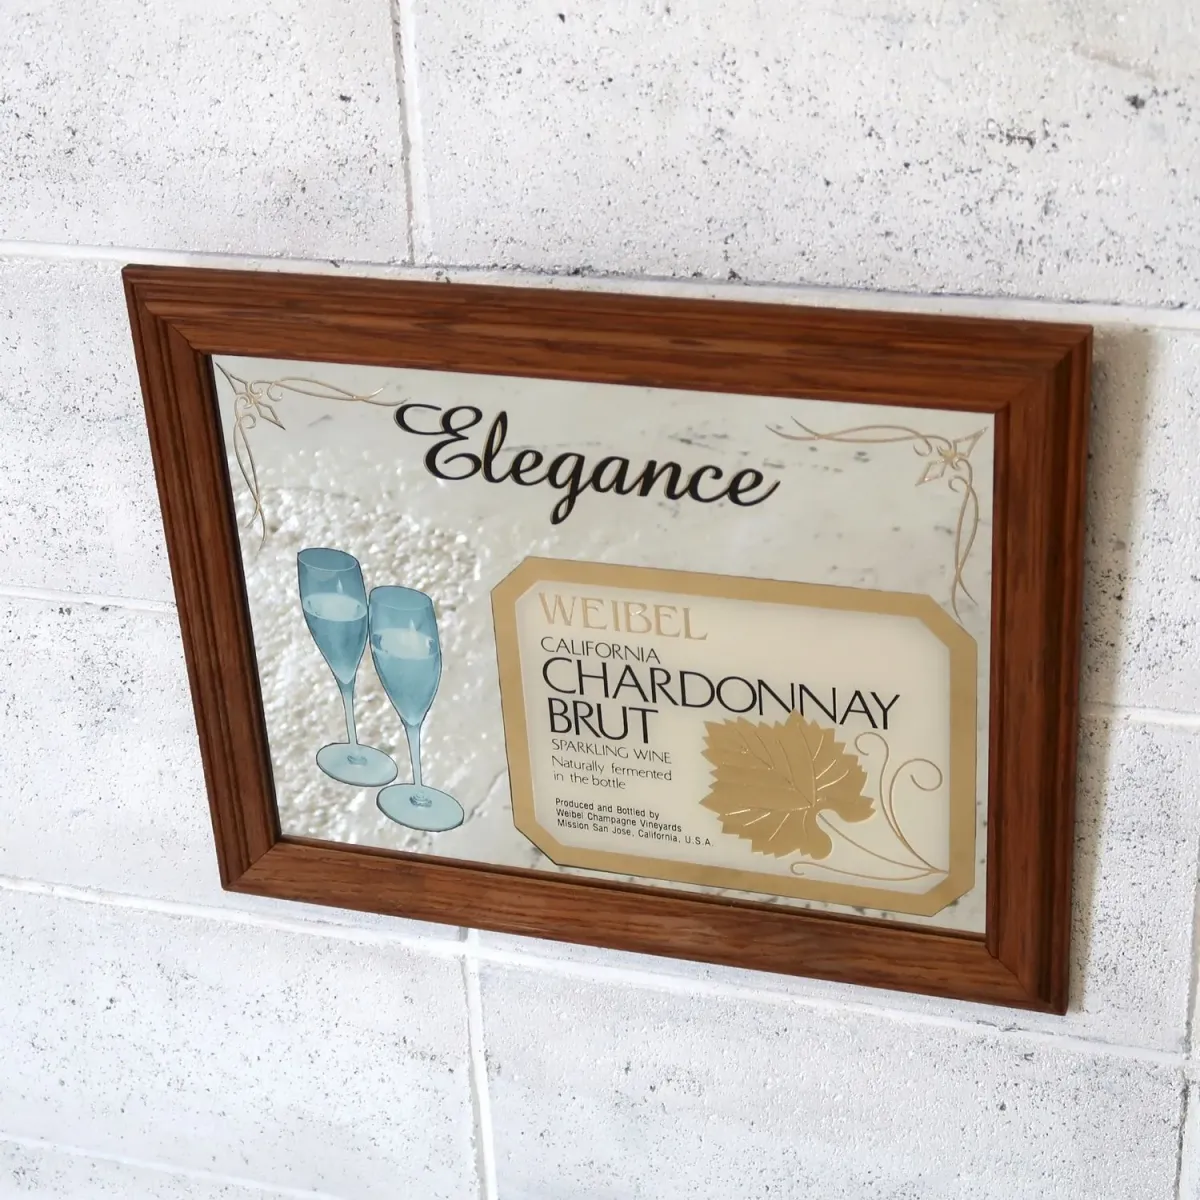 Elegance
WEIBEL
CALIFORNIA
CHARDONNAY
BRUT
SPARKLING WINE
Naturally fermented
in the bottle
Produced and Bottled by
Weibel Champagne Vineyards
Mission San Jose, California, U.S.A.